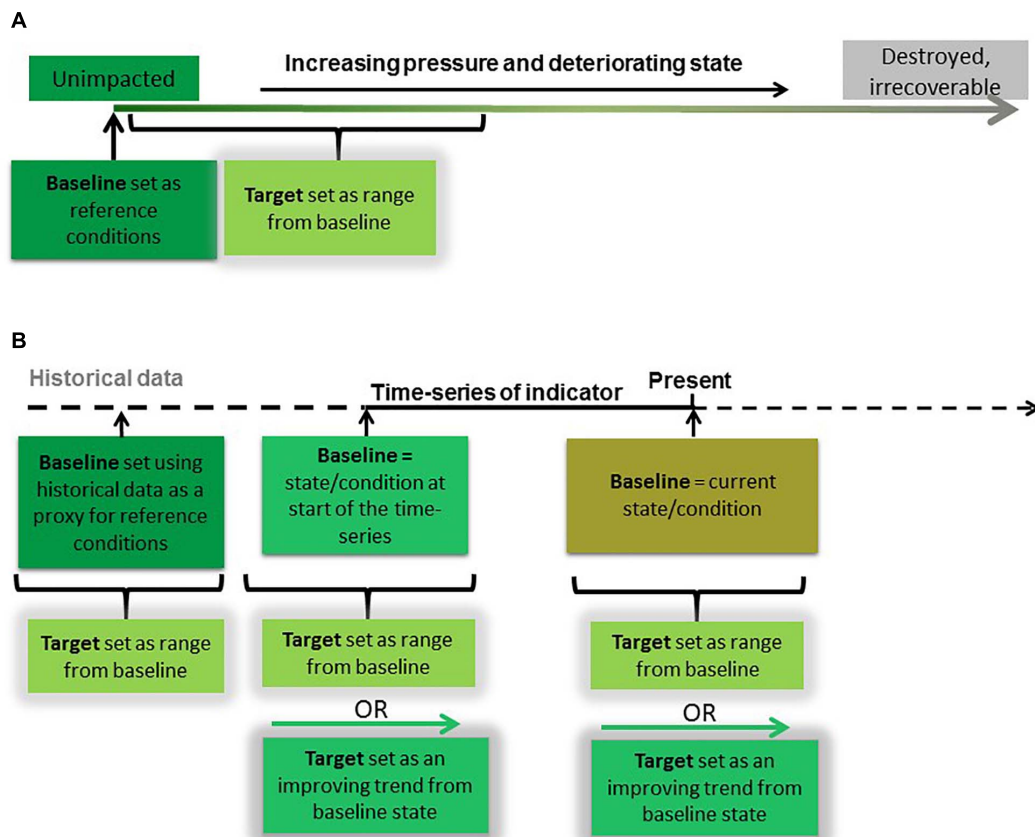 A
Unimpacted
Increasing pressure and deteriorating state
Destroyed,
irrecoverable
Baseline set as
reference
conditions
Target set as range
from baseline
B
Historical data
Time-series of indicator
Present
Baseline set using
historical data as a
proxy for reference
conditions
Baseline =
state/condition at
start of the time-
series
Baseline = current
state/condition
Target set as range
from baseline
Target set as range
from baseline
Target set as range
from baseline
OR
OR
Target set as an
improving trend from
baseline state
Target set as an
improving trend from
baseline state